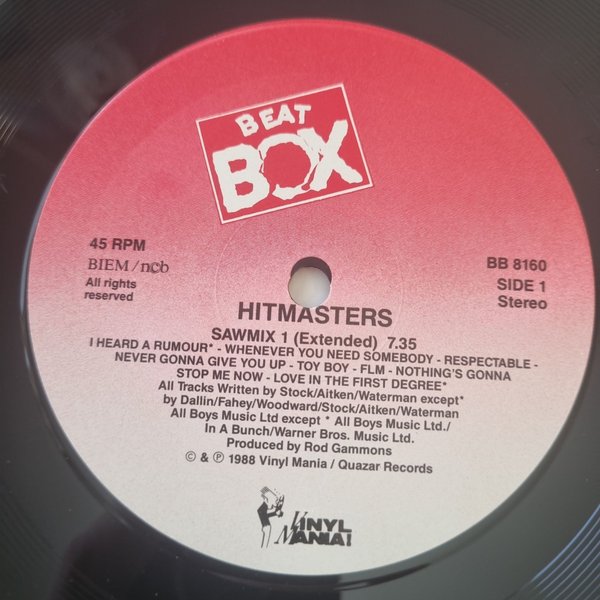 BEAT
BOX
45 RPM
BIEM/ncb
All rights
reserved
BB 8160
SIDE 1
Stereo
HITMASTERS
SAWMIX 1 (Extended) 7.35
I HEARD A RUMOUR* - WHENEVER YOU NEED SOMEBODY - RESPECTABLE -
NEVER GONNA GIVE YOU UP - TOY BOY - FLM - NOTHING'S GONNA
STOP ME NOW - LOVE IN THE FIRST DEGREE*
All Tracks Written by Stock/Aitken/Waterman except*
by Dallin/Fahey/Woodward/Stock/Aitken/Waterman
All Boys Music Ltd except * All Boys Music Ltd./
In A Bunch/Warner Bros. Music Ltd.
Produced by Rod Gammons
© & ℗ 1988 Vinyl Mania / Quazar Records
VINYL
MANIA!